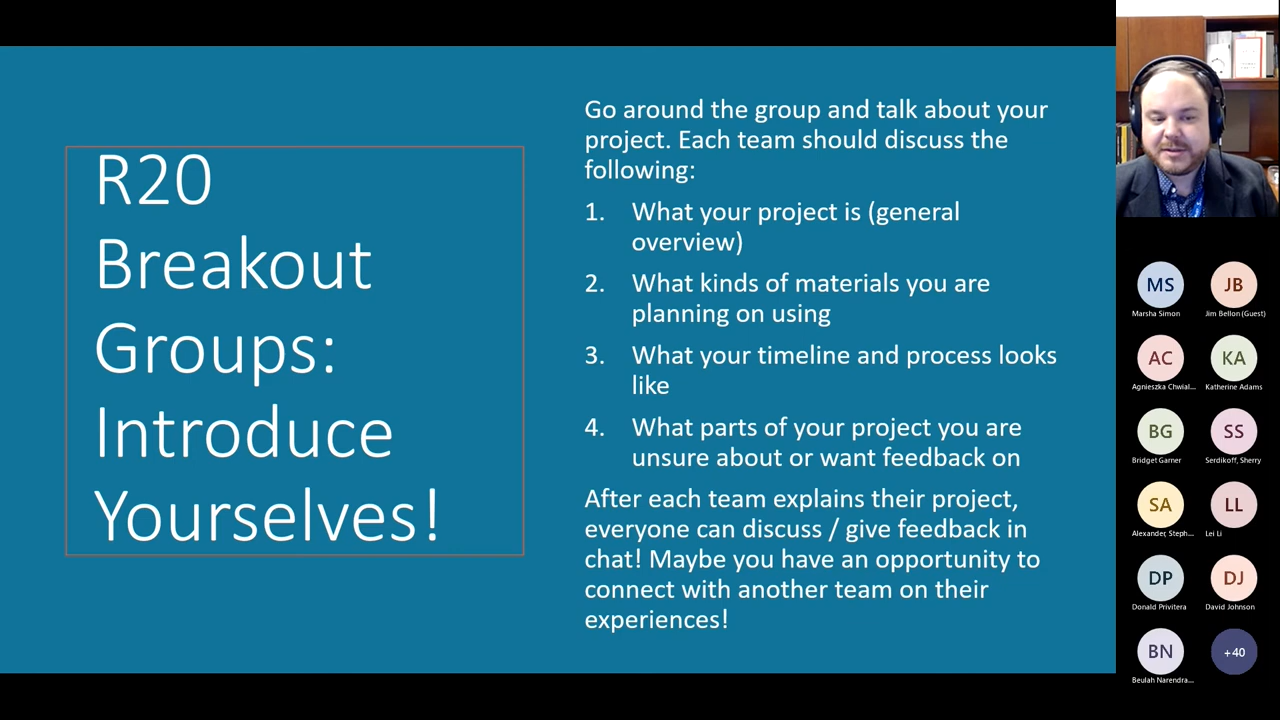 R20
Breakout
Groups:
Introduce
Yourselves!
Go around the group and talk about your
project. Each team should discuss the
following:
1. What your project is (general
overview)
2. What kinds of materials you are
planning on using
3. What your timeline and process looks
like
4. What parts of your project you are
unsure about or want feedback on
After each team explains their project,
everyone can discuss / give feedback in
chat! Maybe you have an opportunity to
connect with another team on their
experiences!
MS JB
Marsha Simon Jim Bellon (Guest)
AC KA
Agnieszka Chwial... Katherine Adams
BG SS
Bridget Garner Serdikoff, Sherry
SA LL
Alexander, Steph... Lei Li
DP DJ
Donald Privitera David Johnson
BN +40
Beulah Narendra...